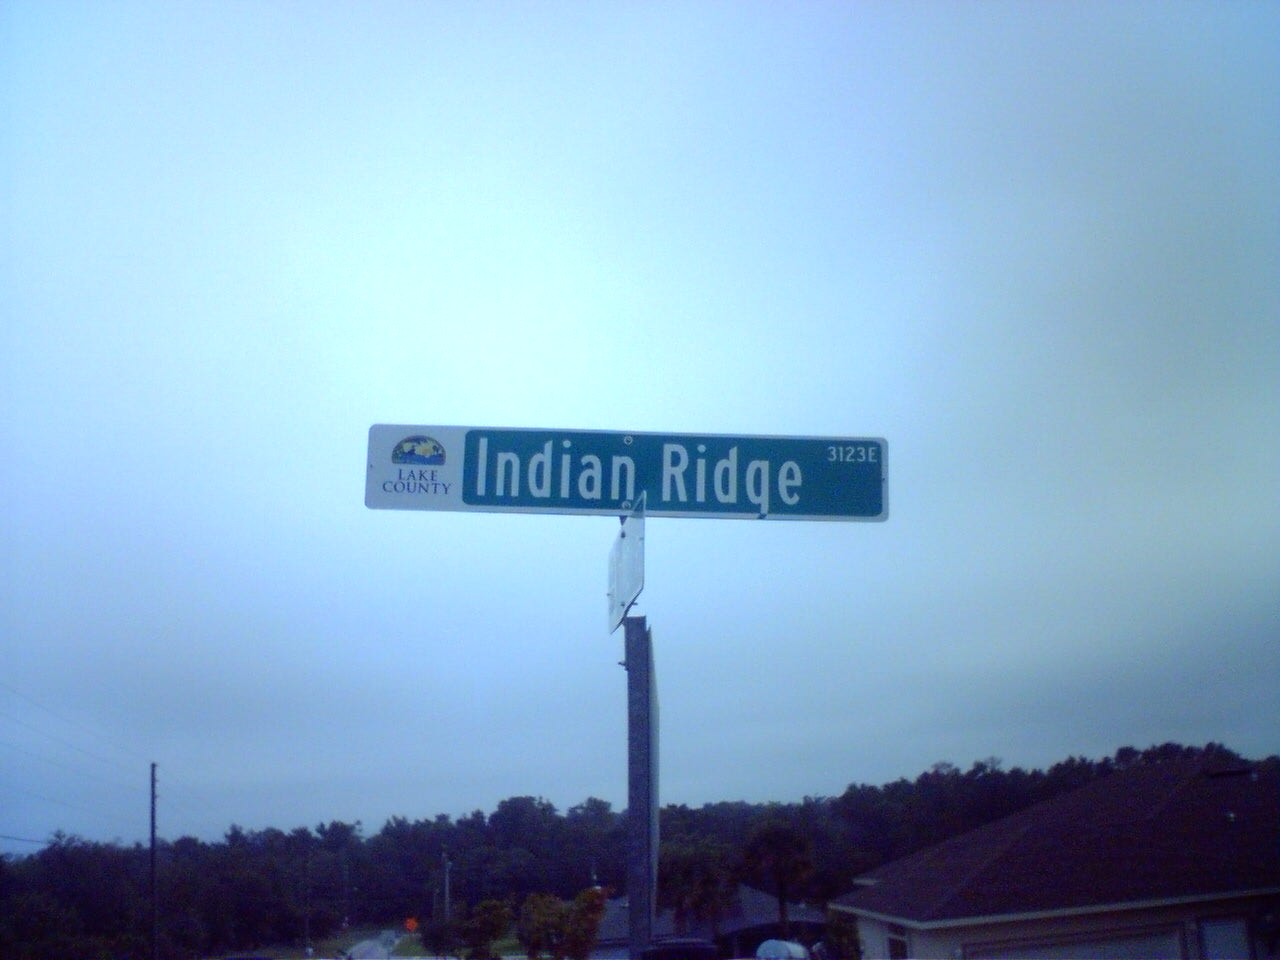 LAKE
COUNTY
Indian Ridge
3123E